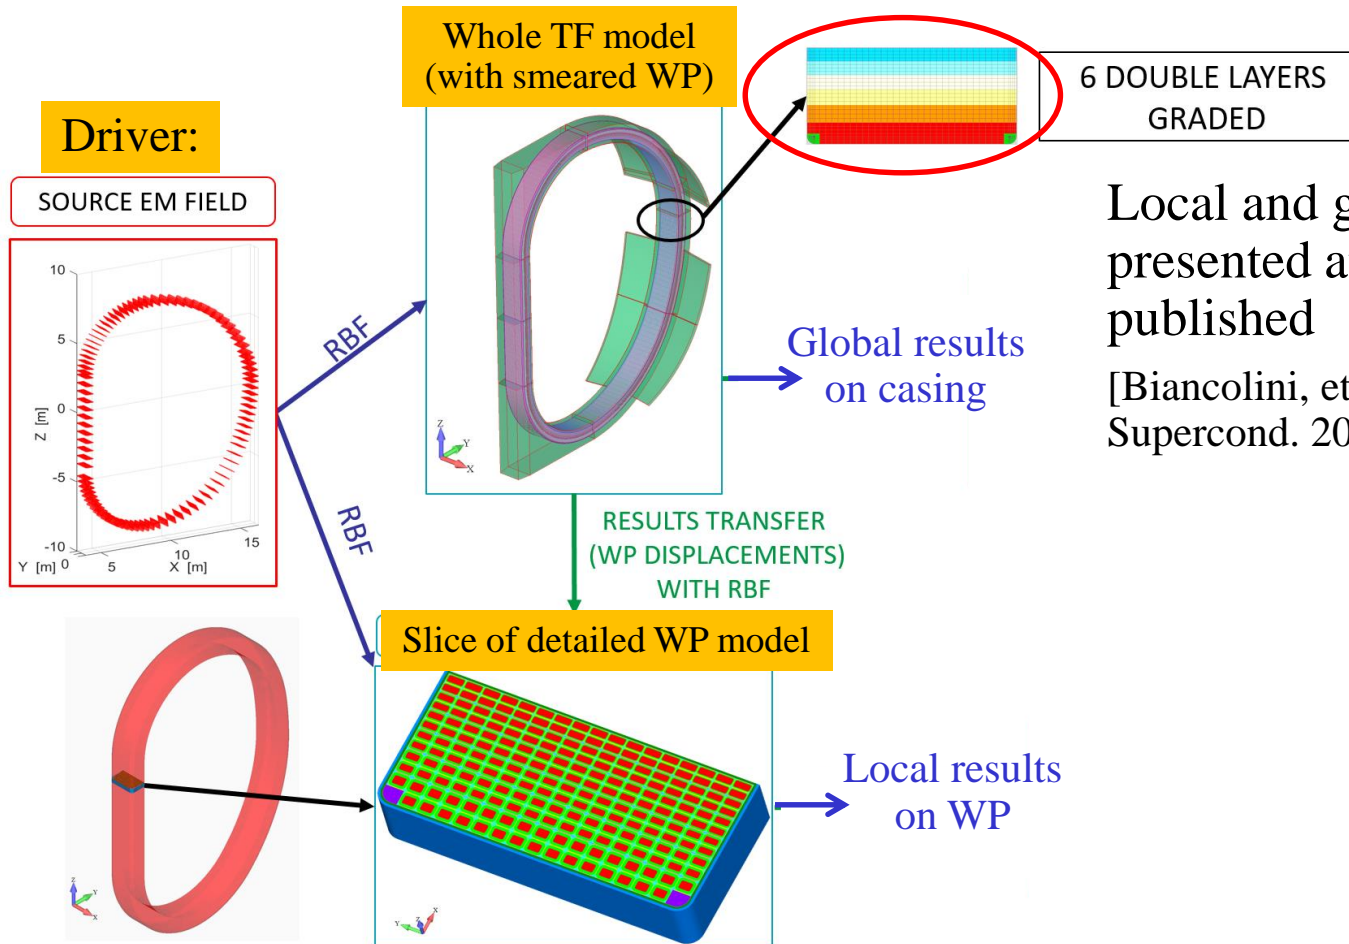 Whole TF model
(with smeared WP)
6 DOUBLE LAYERS
GRADED
Driver:
SOURCE EM FIELD
10
5
0
-5
-10
Z [m]
Y [m] 0 5 10 15
X [m]
RBF
RBF
Z
Y
X
Global results
on casing
Local and g
presented a
published
[Biancolini, et
Supercond. 20
RESULTS TRANSFER
(WP DISPLACEMENTS)
WITH RBF
Slice of detailed WP model
Local results
on WP
Z
Y
X
Y
Z
X